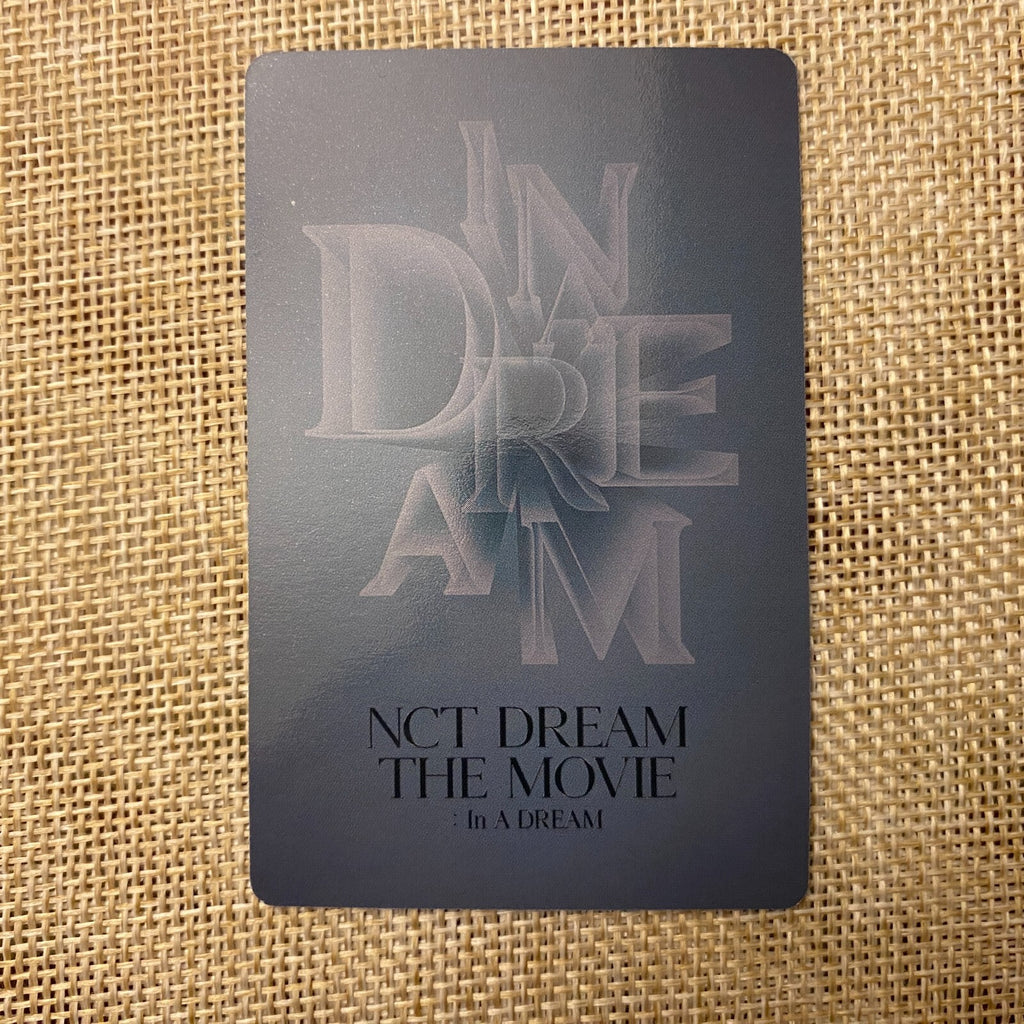 IN A
DREAM
NCT DREAM
THE MOVIE
: In A DREAM